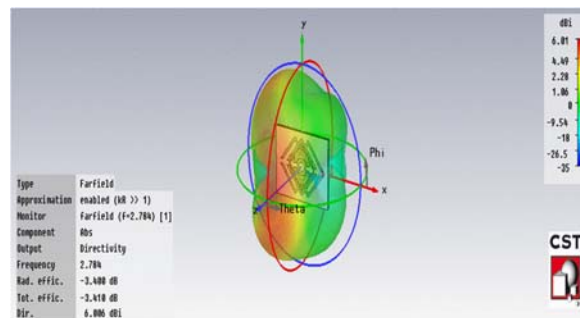 y
dBi
6.01
4.49
2.28
1.06
0
-9.54
-18
-26.5
-35
Phi
x
z
Theta
Type Farfield
Approximation enabled (kR >> 1)
Monitor farfield (f=2.784) [1]
Component Abs
Output Directivity
Frequency 2.784
Rad. effic. -3.408 dB
Tot. effic. -3.418 dB
Dir. 6.006 dBi
CST